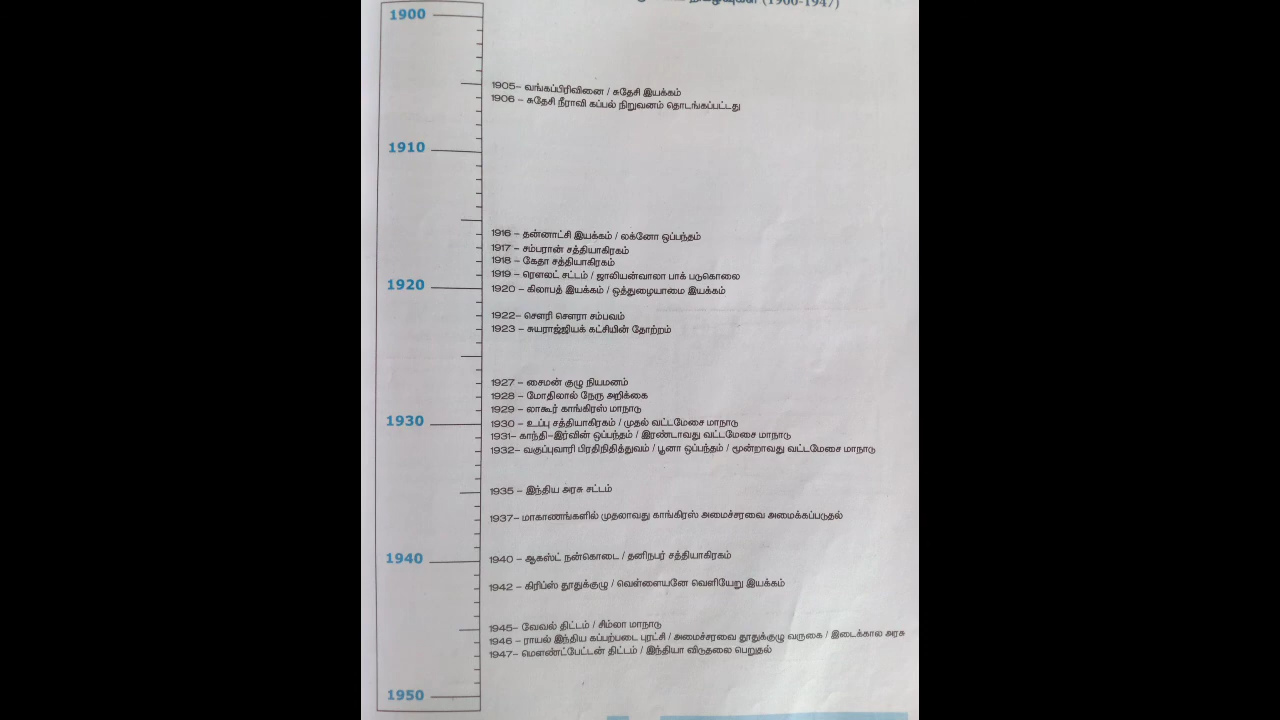 நிகழ்வுகள் (1900-1947)
1900
1905– வங்கப்பிரிவினை / சுதேசி இயக்கம்
1906 – சுதேசி நீராவி கப்பல் நிறுவனம் தொடங்கப்பட்டது
1910
1916 – தன்னாட்சி இயக்கம் / லக்னோ ஒப்பந்தம்
1917 – சம்பரான் சத்தியாகிரகம்
1918 – கேதா சத்தியாகிரகம்
1919 – ரௌலட் சட்டம் / ஜாலியன்வாலா பாக் படுகொலை
1920
1920 – கிலாபத் இயக்கம் / ஒத்துழையாமை இயக்கம்
1922– சௌரி சௌரா சம்பவம்
1923 – சுயராஜ்ஜியக் கட்சியின் தோற்றம்
1927 – சைமன் குழு நியமனம்
1928 – மோதிலால் நேரு அறிக்கை
1929 – லாகூர் காங்கிரஸ் மாநாடு
1930
1930 – உப்பு சத்தியாகிரகம் / முதல் வட்டமேசை மாநாடு
1931– காந்தி–இர்வின் ஒப்பந்தம் / இரண்டாவது வட்டமேசை மாநாடு
1932– வகுப்புவாரி பிரதிநிதித்துவம் / பூனா ஒப்பந்தம் / மூன்றாவது வட்டமேசை மாநாடு
1935 – இந்திய அரசு சட்டம்
1937– மாகாணங்களில் முதலாவது காங்கிரஸ் அமைச்சரவை அமைக்கப்படுதல்
1940
1940 – ஆகஸ்ட் நன்கொடை / தனிநபர் சத்தியாகிரகம்
1942 – கிரிப்ஸ் தூதுக்குழு / வெள்ளையனே வெளியேறு இயக்கம்
1945– வேவல் திட்டம் / சிம்லா மாநாடு
1946 – ராயல் இந்திய கப்பற்படை புரட்சி / அமைச்சரவை தூதுக்குழு வருகை / இடைக்கால அரசு
1947– மௌண்ட்பேட்டன் திட்டம் / இந்தியா விடுதலை பெறுதல்
1950